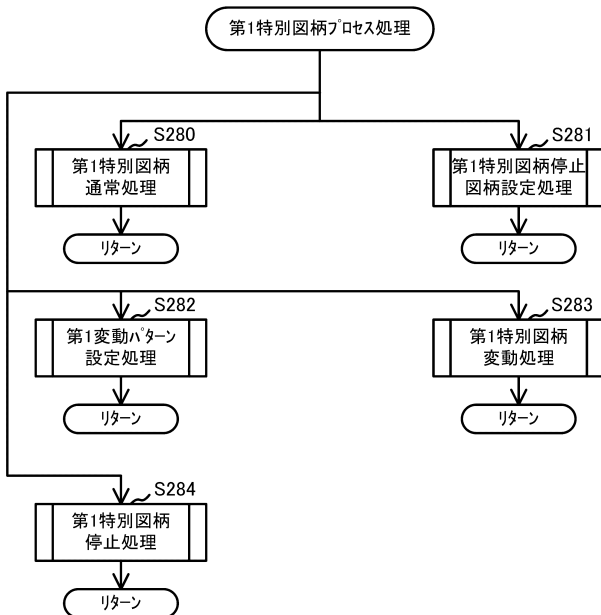 第1特別図柄プロセス処理
S280
第1特別図柄
通常処理
リターン
S281
第1特別図柄停止
図柄設定処理
リターン
S282
第1変動パターン
設定処理
リターン
S283
第1特別図柄
変動処理
リターン
S284
第1特別図柄
停止処理
リターン